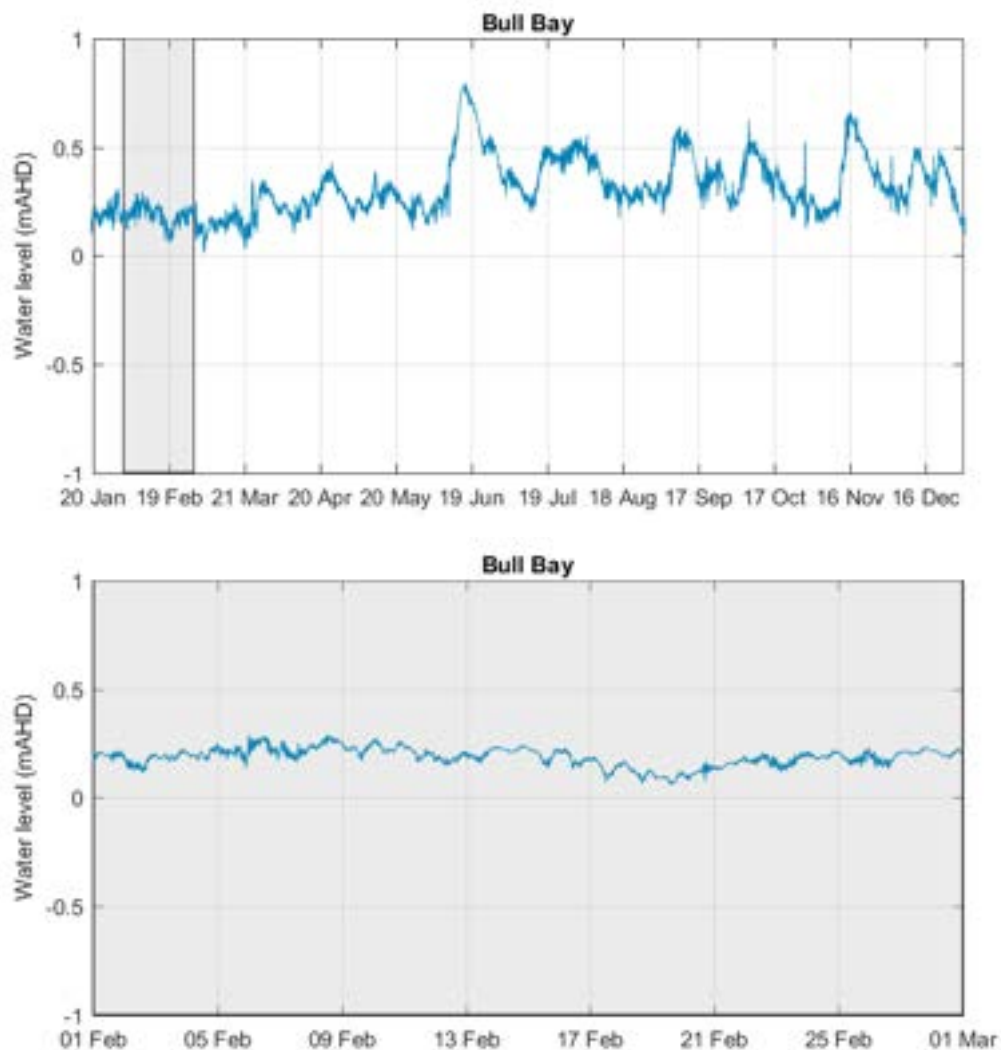 Bull Bay
1
0.5
0
-0.5
-1
Water level (mAHD)
20 Jan 19 Feb 21 Mar 20 Apr 20 May 19 Jun 19 Jul 18 Aug 17 Sep 17 Oct 16 Nov 16 Dec
Bull Bay
1
0.5
0
-0.5
-1
Water level (mAHD)
01 Feb 05 Feb 09 Feb 13 Feb 17 Feb 21 Feb 25 Feb 01 Mar